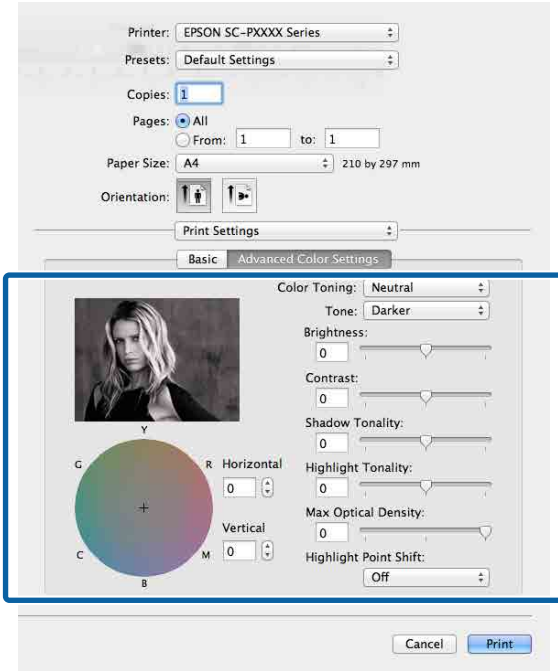 Printer: EPSON SC-PXXXX Series
Presets: Default Settings
Copies: 1
Pages: All
From: 1 to: 1
Paper Size: A4 210 by 297 mm
Orientation:
Print Settings
Basic Advanced Color Settings
Color Toning: Neutral
Tone: Darker
Brightness:
0
Contrast:
0
Shadow Tonality:
0
Highlight Tonality:
0
Max Optical Density:
0
Highlight Point Shift:
Off
Y
G R
C M
B
Horizontal
0
Vertical
0
Cancel Print